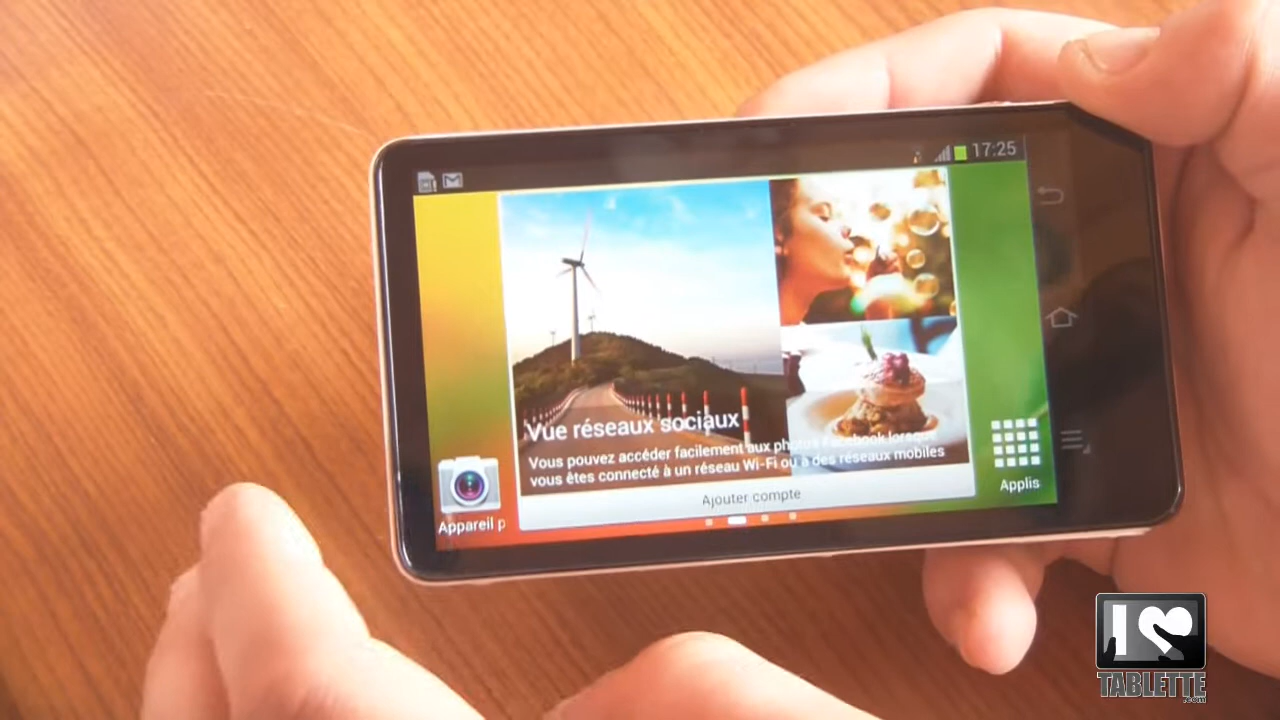 17:25
Vue réseaux sociaux
Vous pouvez accéder facilement aux photos Facebook lorsque
vous êtes connecté à un réseau Wi-Fi ou à des réseaux mobiles
Ajouter compte
Appareil p
Applis
I
TABLETTE
.com